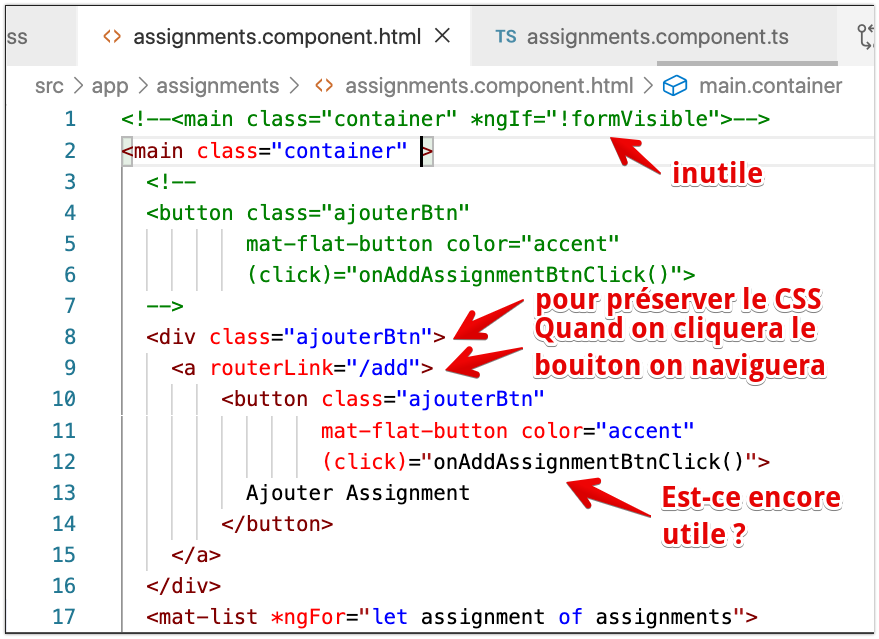 ss
assignments.component.html
TS assignments.component.ts
src > app > assignments > assignments.component.html > main.container
1 <!--<main class="container" *ngIf="!formVisible">-->
inutile
2 <main class="container" >
3 <!--
4 <button class="ajouterBtn"
5 mat-flat-button color="accent"
6 (click)="onAddAssignmentBtnClick()">
7 -->
pour préserver le CSS
8 <div class="ajouterBtn">
Quand on cliquera le
bouiton on naviguera
9 <a routerLink="/add">
10 <button class="ajouterBtn"
11 mat-flat-button color="accent"
12 (click)="onAddAssignmentBtnClick()">
13 Ajouter Assignment
Est-ce encore
utile ?
14 </button>
15 </a>
16 </div>
17 <mat-list *ngFor="let assignment of assignments">